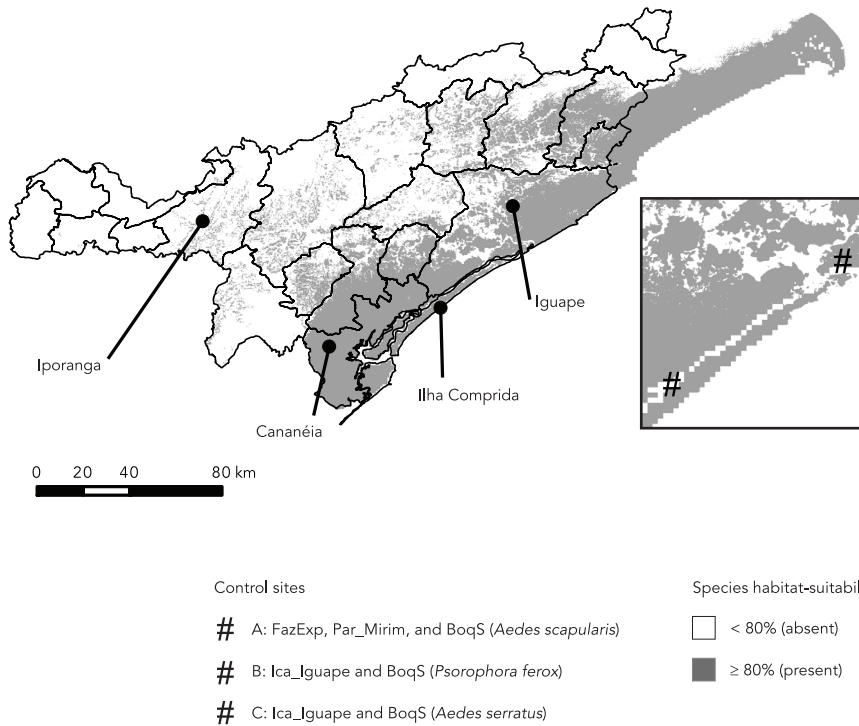 Iporanga
Cananéia
Ilha Comprida
Iguape
#
#
0 20 40 80 km
Control sites
# A: FazExp, Par_Mirim, and BoqS (Aedes scapularis)
# B: Ica_Iguape and BoqS (Psorophora ferox)
# C: Ica_Iguape and BoqS (Aedes serratus)
Species habitat-suitabil
< 80% (absent)
≥ 80% (present)